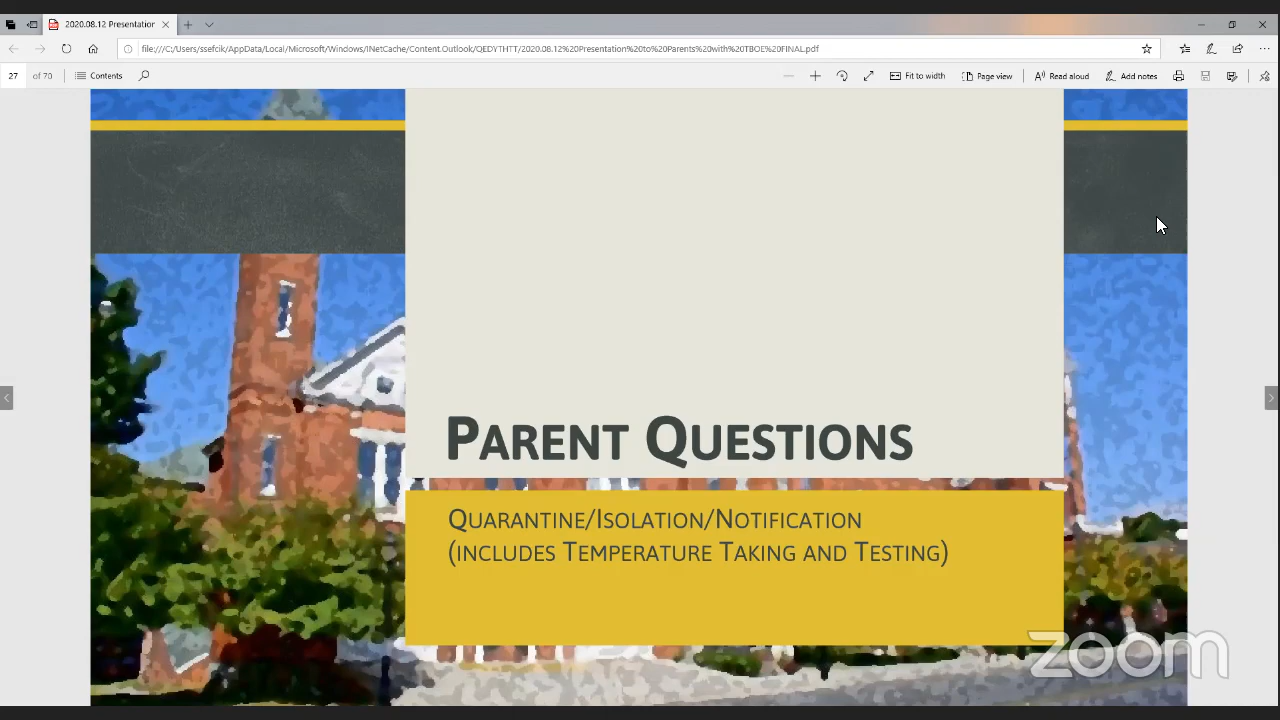 2020.08.12 Presentation
file:///C:/Users/ssefcik/AppData/Local/Microsoft/Windows/INetCache/Content.Outlook/QEDYTHTT/2020.08.12%20Presentation%20to%20Parents%20with%20TBOE%20FINAL.pdf
27 of 70 Contents Fit to width Page view Read aloud Add notes
PARENT QUESTIONS
QUARANTINE/ISOLATION/NOTIFICATION
(INCLUDES TEMPERATURE TAKING AND TESTING)
zoom